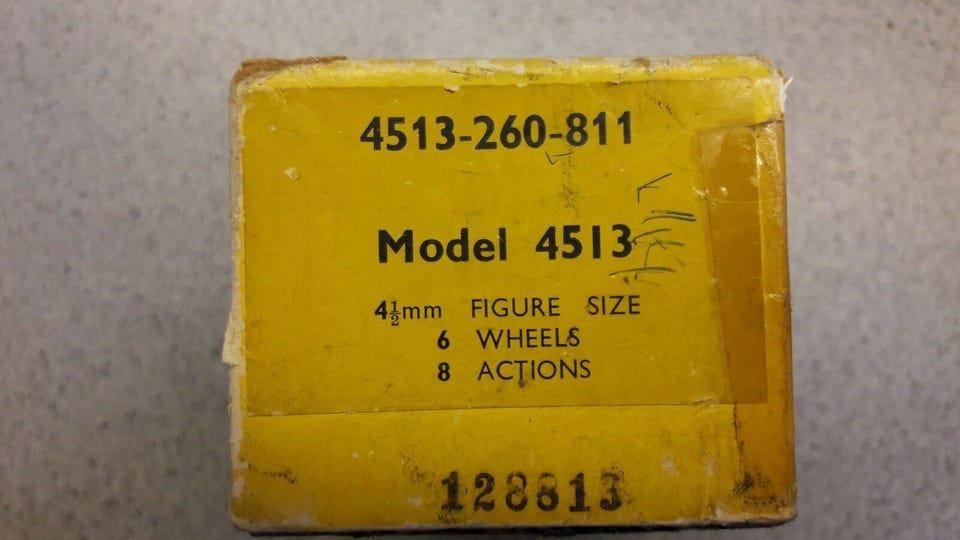 4513-260-811
Model 4513
4½mm FIGURE SIZE
6 WHEELS
8 ACTIONS
128813